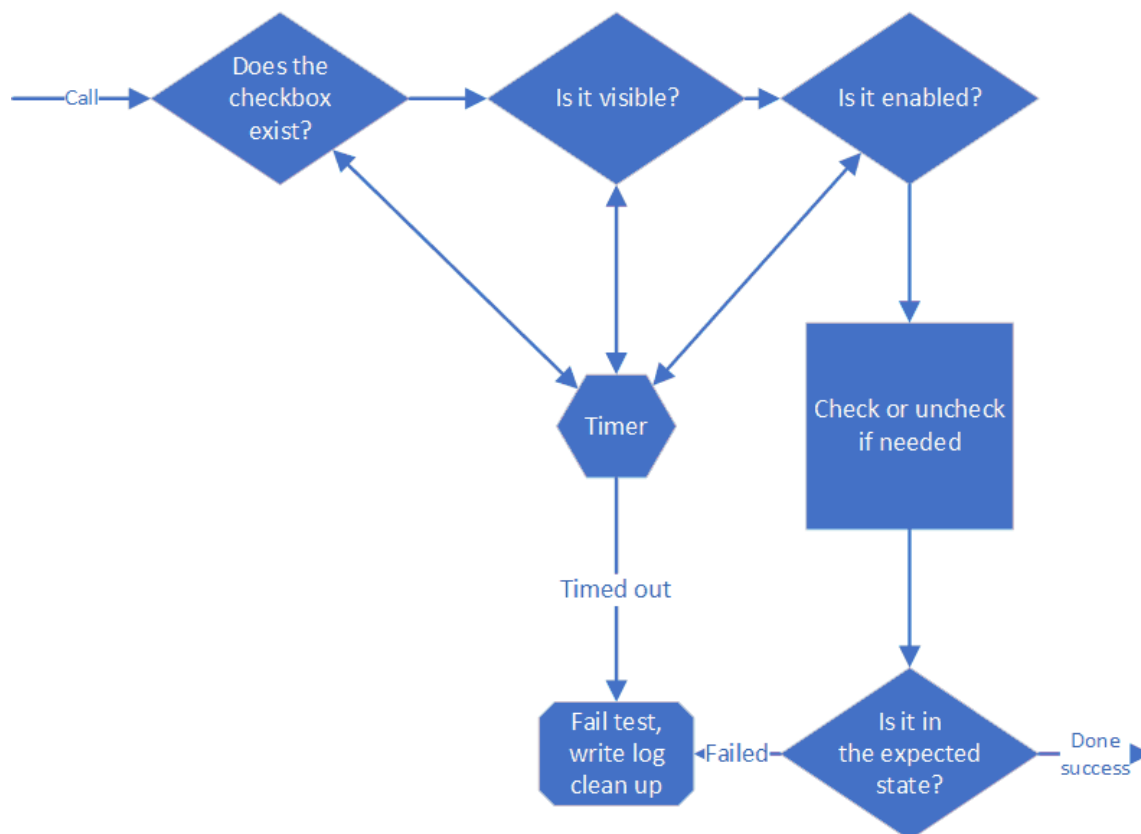 Call
Does the
checkbox
exist?
Is it visible?
Is it enabled?
Timer
Check or uncheck
if needed
Timed out
Fail test,
write log
clean up
Failed
Is it in
the expected
state?
Done
success